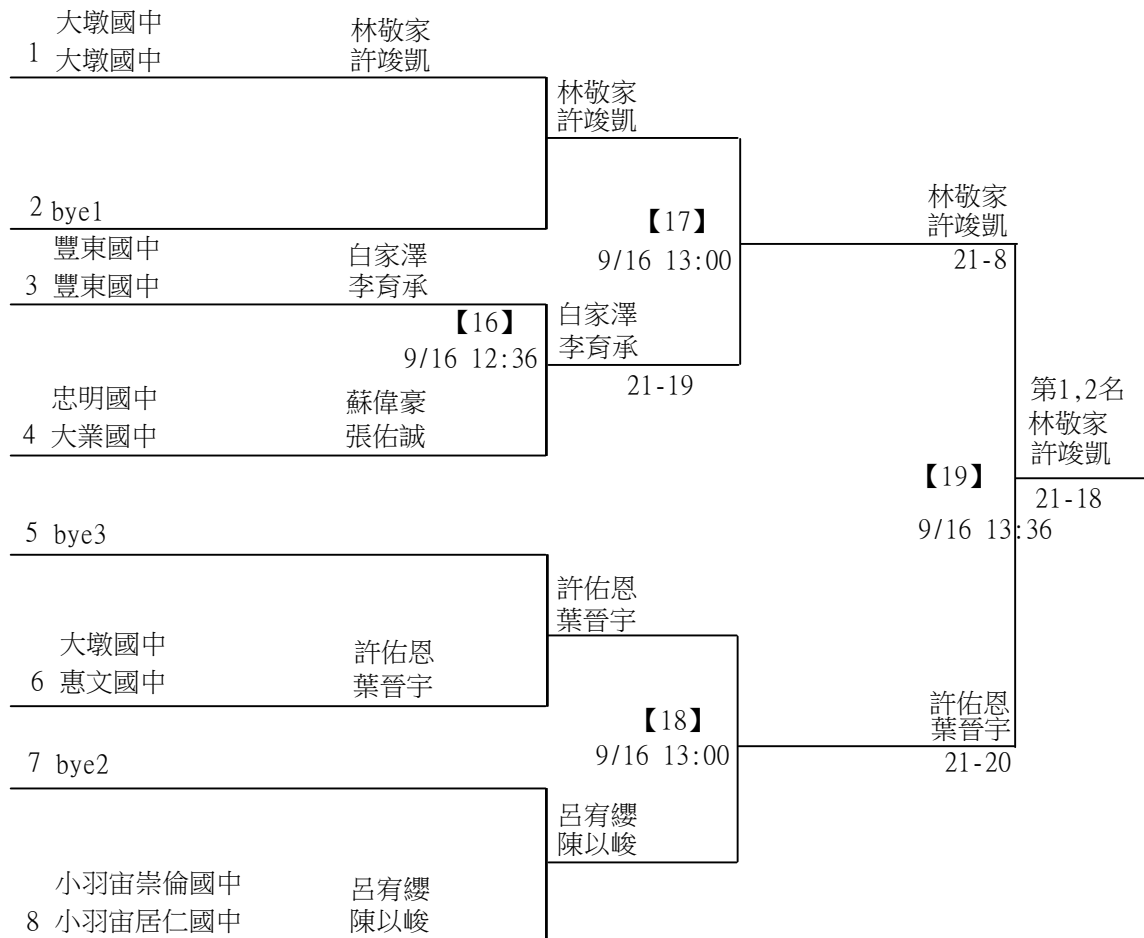 大墩國中 林敬家
1 大墩國中 許竣凱
林敬家
許竣凱
2 bye1
【17】
9/16 13:00
林敬家
許竣凱
21-8
豐東國中 白家澤
3 豐東國中 李育承
【16】
9/16 12:36
白家澤
李育承
21-19
忠明國中 蘇偉豪
4 大業國中 張佑誠
第1,2名
林敬家
許竣凱
【19】
21-18
9/16 13:36
5 bye3
許佑恩
葉晉宇
大墩國中 許佑恩
6 惠文國中 葉晉宇
【18】
9/16 13:00
許佑恩
葉晉宇
21-20
7 bye2
呂宥纓
陳以峻
小羽宙崇倫國中 呂宥纓
8 小羽宙居仁國中 陳以峻